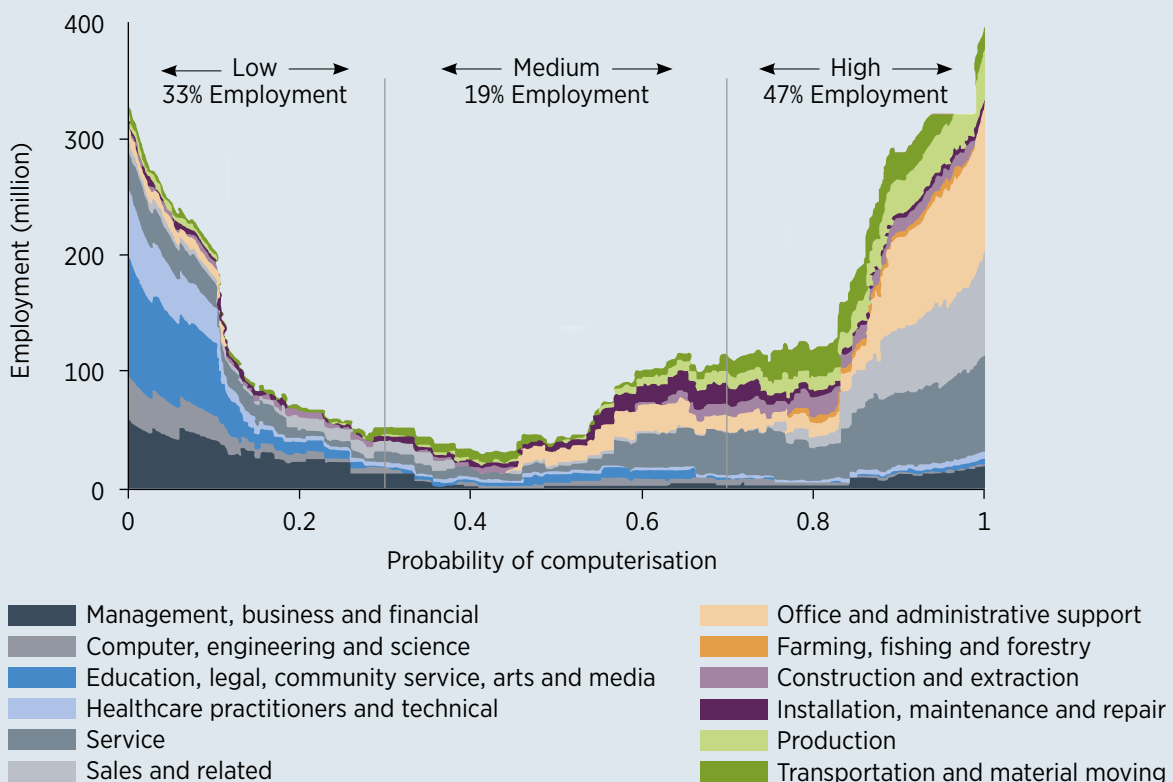 400
Low
Medium
High
33% Employment
19% Employment
47% Employment
300
Employment (million)
200
100
0
0
0.2
0.4
0.6
0.8
1
Probability of computerisation
Management, business and financial
Computer, engineering and science
Education, legal, community service, arts and media
Healthcare practitioners and technical
Service
Sales and related
Office and administrative support
Farming, fishing and forestry
Construction and extraction
Installation, maintenance and repair
Production
Transportation and material moving